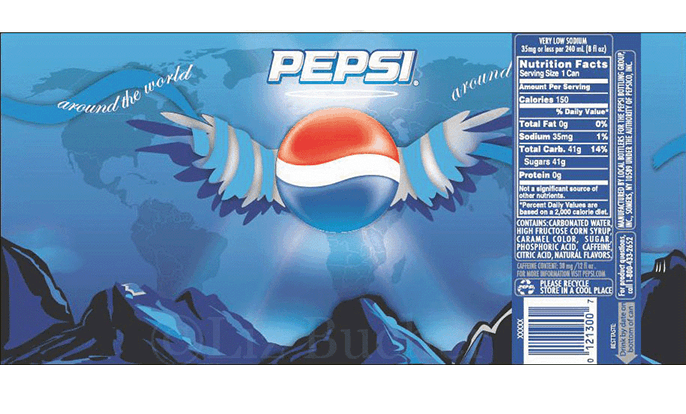 PEPSI
around the world
around
VERY LOW SODIUM
35mg or less per 240 mL (8 fl oz)
Nutrition Facts
Serving Size 1 Can
Amount Per Serving
Calories 150
% Daily Value*
Total Fat 0g 0%
Sodium 35mg 1%
Total Carb. 41g 14%
Sugars 41g
Protein 0g
Not a significant source of
other nutrients.
*Percent Daily Values are
based on a 2,000 calorie diet.
CONTAINS: CARBONATED WATER,
HIGH FRUCTOSE CORN SYRUP,
CARAMEL COLOR, SUGAR,
PHOSPHORIC ACID, CAFFEINE,
CITRIC ACID, NATURAL FLAVORS.
CAFFEINE CONTENT: 38 mg/12 fl oz.
FOR MORE INFORMATION VISIT PEPSI.COM
PLEASE RECYCLE
STORE IN A COOL PLACE
MANUFACTURED BY LOCAL BOTTLERS FOR THE PEPSI BOTTLING GROUP,
INC., SOMERS, NY 10589 UNDER THE AUTHORITY OF PEPSICO, INC.
For product questions,
call 1-800-433-2652
XXXXX
0 121300 7
BEST TASTE
Drink by date on
bottom of can